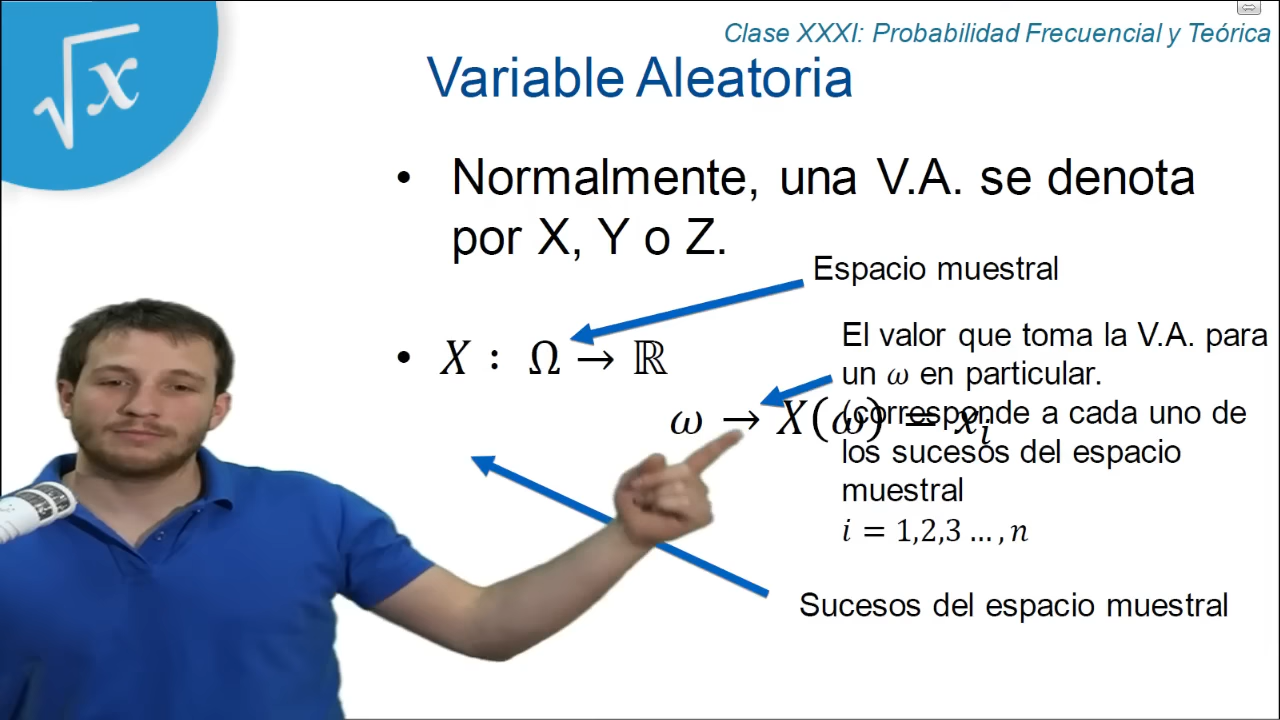 √x
Clase XXXI: Probabilidad Frecuencial y Teórica
Variable Aleatoria
• Normalmente, una V.A. se denota
por X, Y o Z.
Espacio muestral
• X : Ω → ℝ
El valor que toma la V.A. para
un ω en particular.
ω → X(ω) = xᵢ
(corresponde a cada uno de
los sucesos del espacio
muestral
i = 1,2,3 …, n
Sucesos del espacio muestral